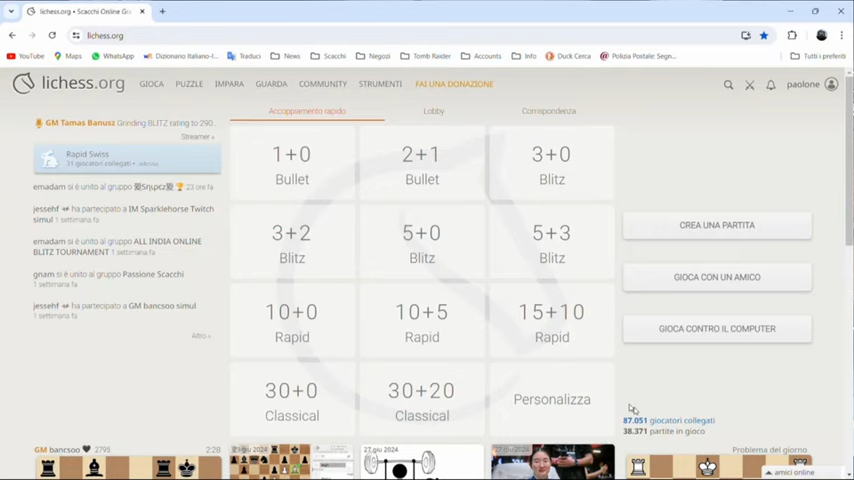 lichess.org • Scacchi Online Gra
lichess.org
YouTube
Maps
WhatsApp
Dizionario Italiano-I...
Traduci
News
Scacchi
Negozi
Tomb Raider
Accounts
Info
Duck Cerca
Polizia Postale: Segn...
Tutti i preferiti
lichess.org
GIOCA
PUZZLE
IMPARA
GUARDA
COMMUNITY
STRUMENTI
FAI UNA DONAZIONE
paolone
Accoppiamento rapido
Lobby
Corrispondenza
GM Tamas Banusz Grinding BLITZ rating to 290
Streamer »
Rapid Swiss
31 giocatori collegati •
emadam si è unito al gruppo
23 ore fa
jessehf ha partecipato a IM Sparklehorse Twitch
simul 1 settimana fa
emadam si è unito al gruppo ALL INDIA ONLINE
BLITZ TOURNAMENT 1 settimana fa
gnam si è unito al gruppo Passione Scacchi
1 settimana fa
jessehf ha partecipato a GM bancsoo simul
1 settimana fa
Altro »
1+0
Bullet
2+1
Bullet
3+0
Blitz
3+2
Blitz
5+0
Blitz
5+3
Blitz
10+0
Rapid
10+5
Rapid
15+10
Rapid
30+0
Classical
30+20
Classical
Personalizza
CREA UNA PARTITA
GIOCA CON UN AMICO
GIOCA CONTRO IL COMPUTER
87.051 giocatori collegati
38.371 partite in gioco
GM bancsoo 2795
2:28
giu 2024
27 giu 2024
27 giu 2024
Problema del giorno
amici online